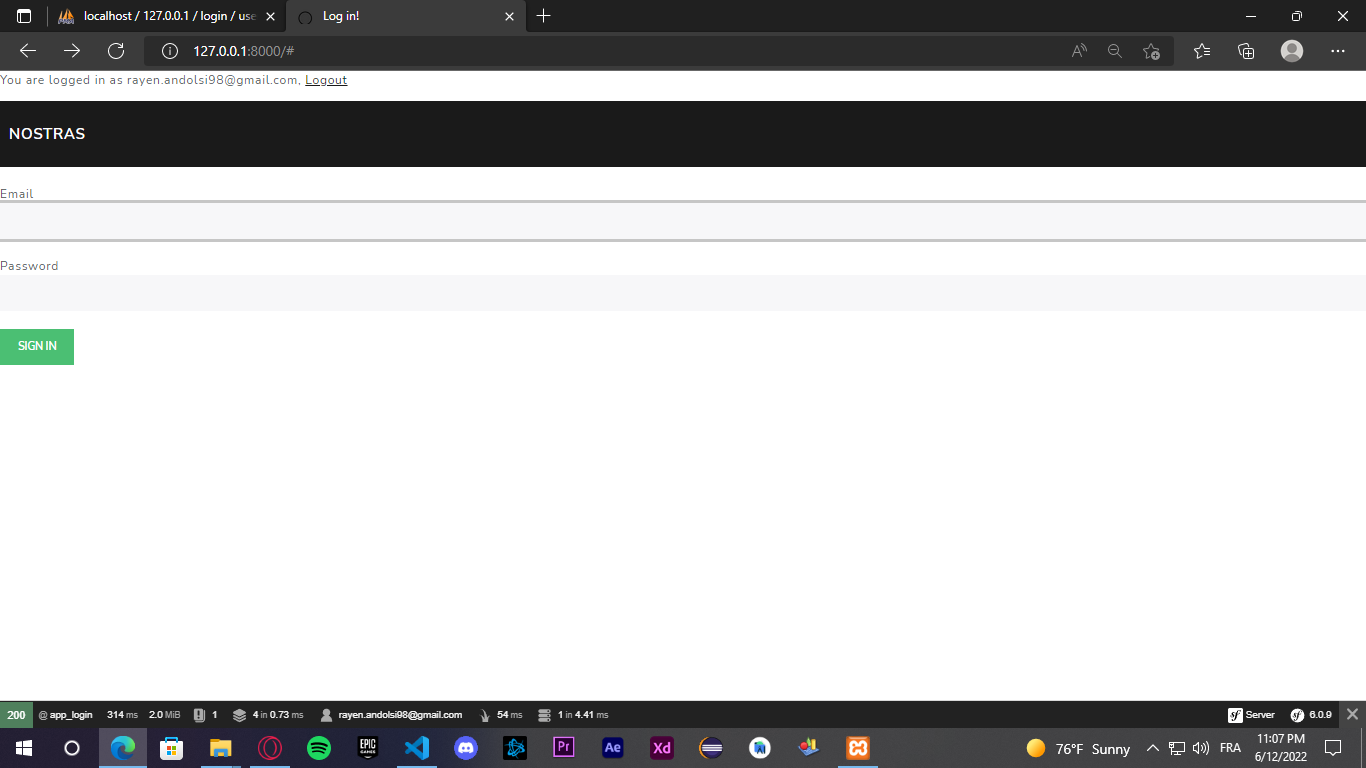 localhost / 127.0.0.1 / login / use
Log in!
127.0.0.1:8000/#
You are logged in as rayen.andolsi98@gmail.com, Logout
NOSTRAS
Email
Password
SIGN IN
200 @ app_login 314 ms 2.0 MiB 1 4 in 0.73 ms rayen.andolsi98@gmail.com 54 ms 1 in 4.41 ms sf Server sf 6.0.9
EPIC GAMES Pr Ae Xd 76°F Sunny FRA 11:07 PM
6/12/2022